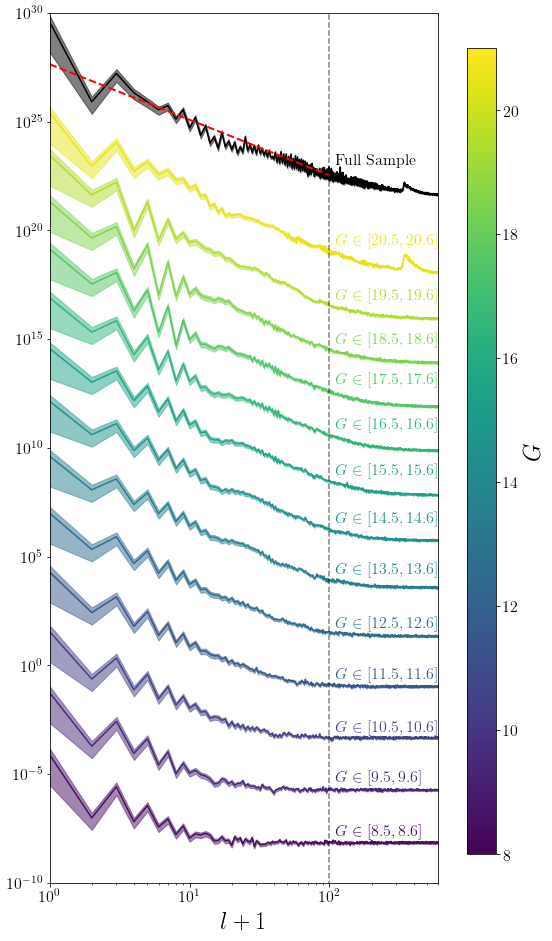 10^30
10^25
10^20
10^15
10^10
10^5
10^0
10^−5
10^−10
Full Sample
G ∈ [20.5, 20.6]
G ∈ [19.5, 19.6]
G ∈ [18.5, 18.6]
G ∈ [17.5, 17.6]
G ∈ [16.5, 16.6]
G ∈ [15.5, 15.6]
G ∈ [14.5, 14.6]
G ∈ [13.5, 13.6]
G ∈ [12.5, 12.6]
G ∈ [11.5, 11.6]
G ∈ [10.5, 10.6]
G ∈ [9.5, 9.6]
G ∈ [8.5, 8.6]
10^0
10^1
10^2
l + 1
20
18
16
14
12
10
8
G